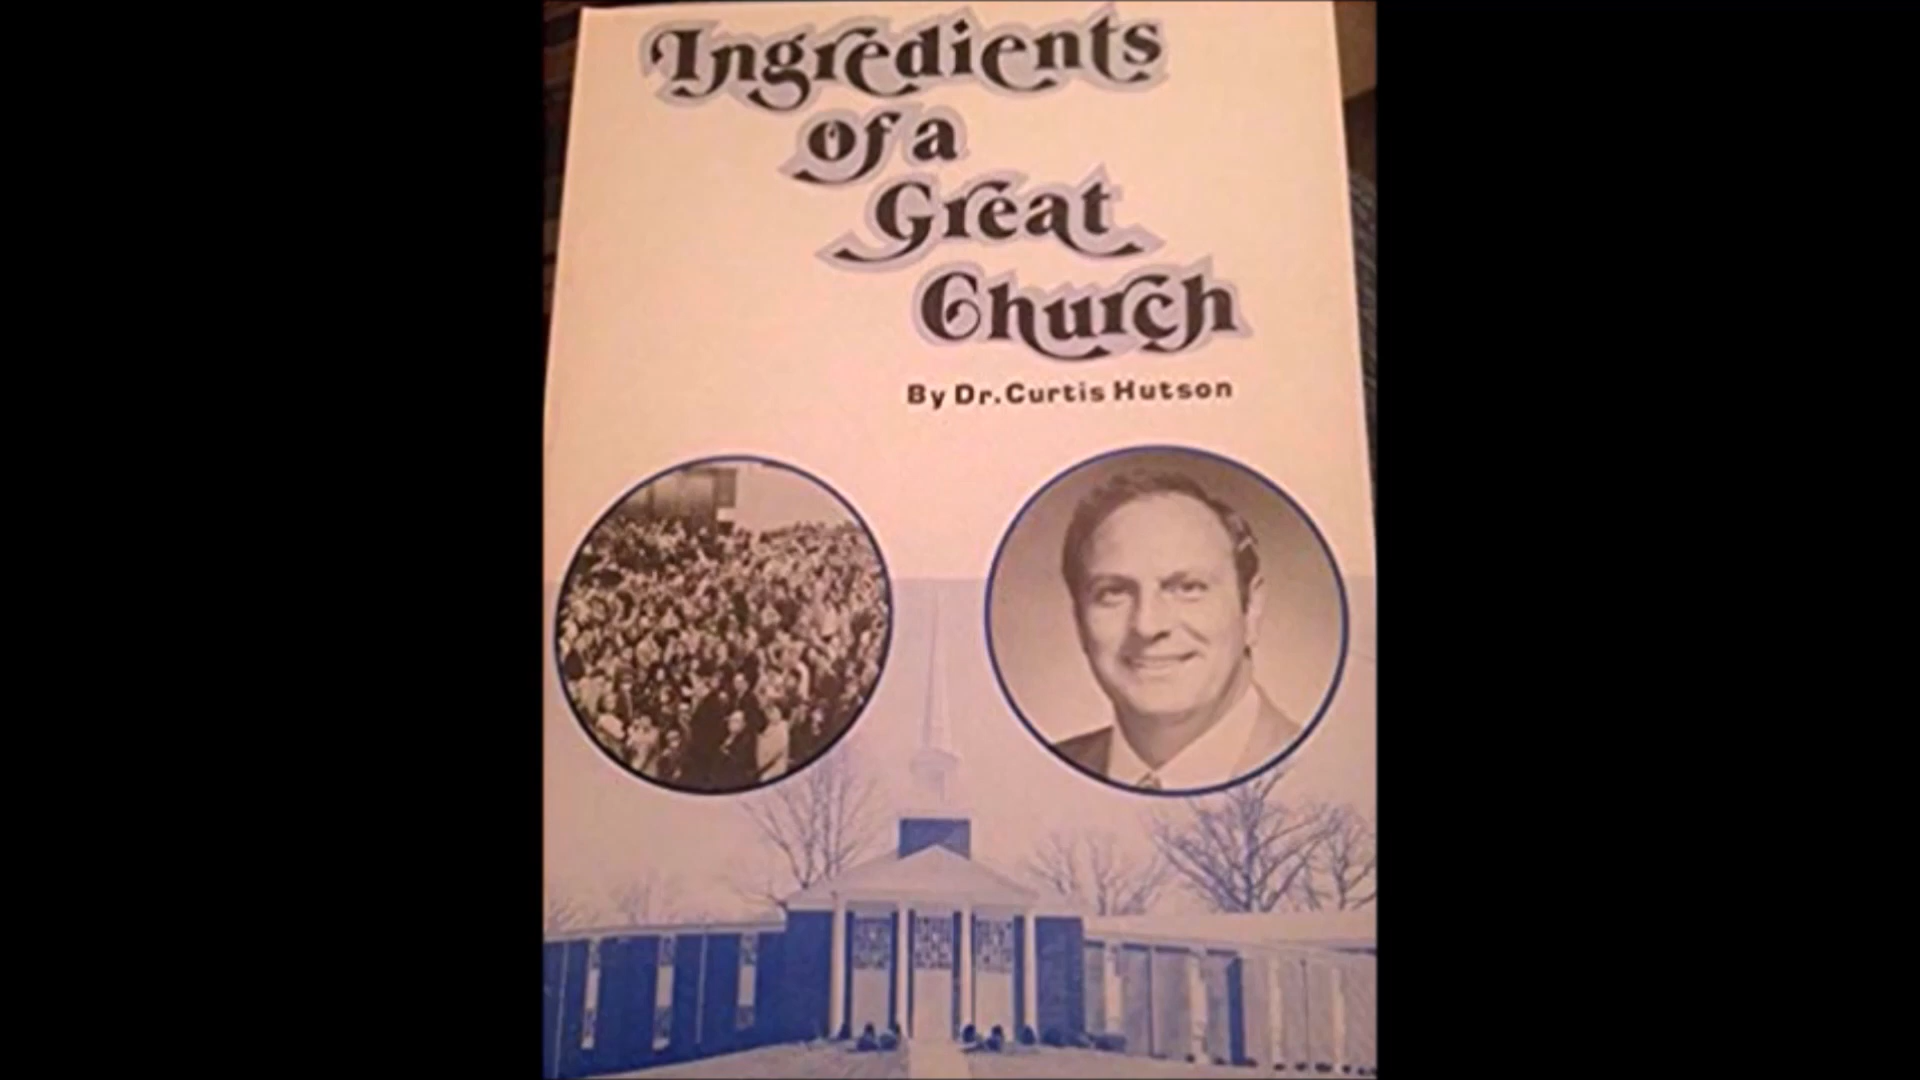 Ingredients
of a
Great
Church
By Dr. Curtis Hutson